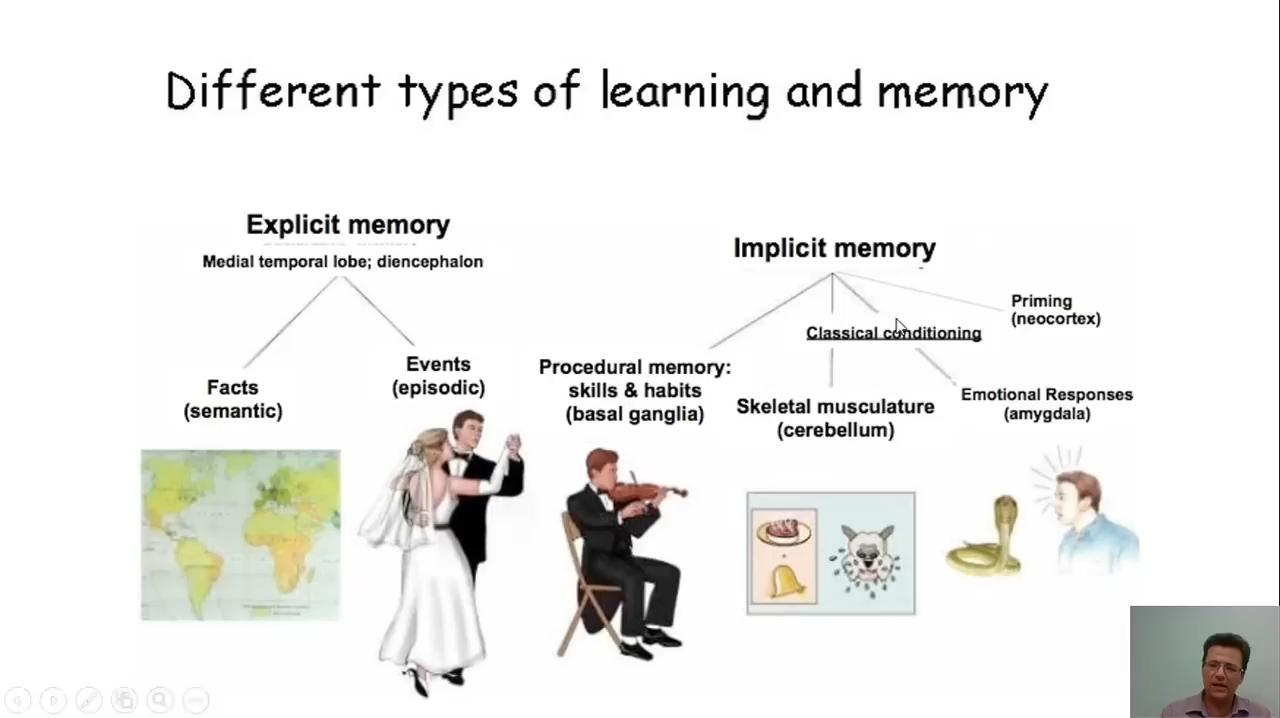 Different types of learning and memory
Explicit memory
Medial temporal lobe; diencephalon
Facts
(semantic)
Events
(episodic)
Implicit memory
Procedural memory:
skills & habits
(basal ganglia)
Classical conditioning
Skeletal musculature
(cerebellum)
Priming
(neocortex)
Emotional Responses
(amygdala)